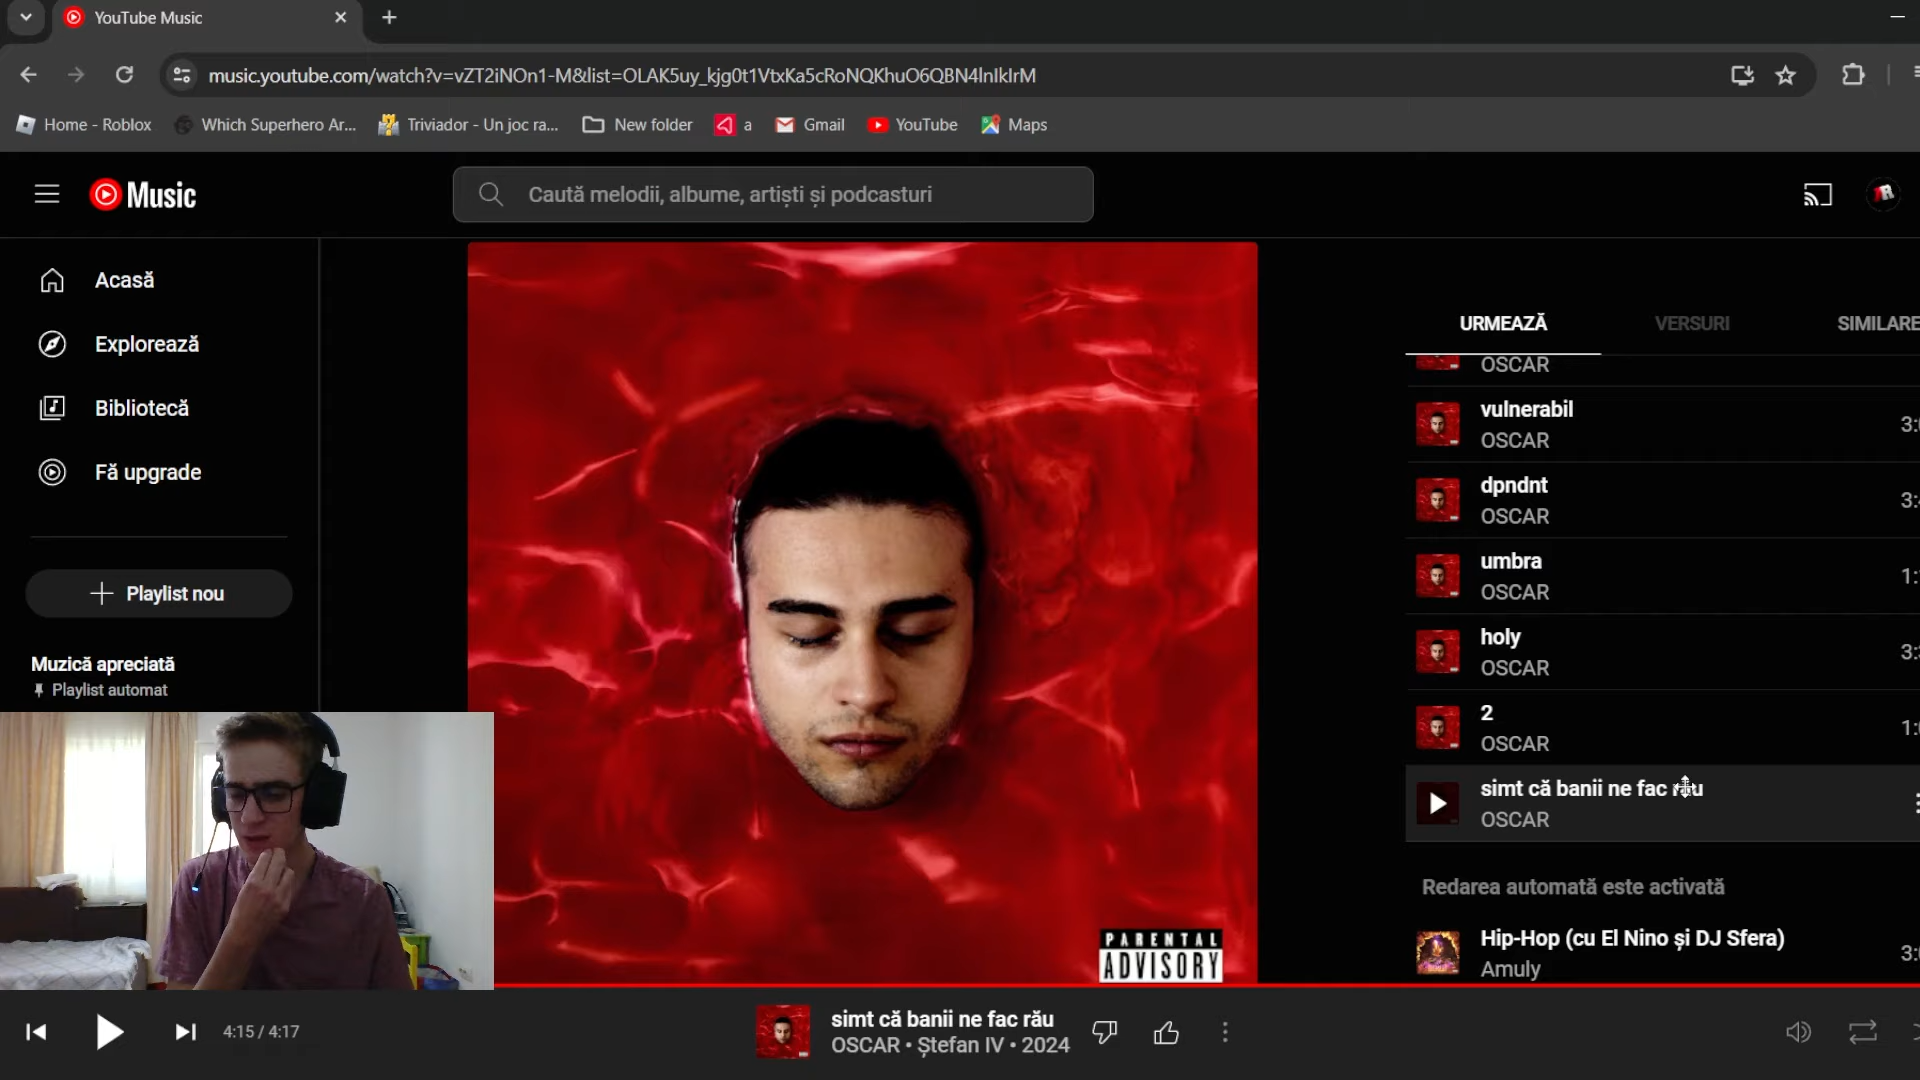 YouTube Music
music.youtube.com/watch?v=vZT2iNOn1-M&list=OLAK5uy_kjg0t1VtxKa5cRoNQKhuO6QBN4lnIkIrM
Home - Roblox
Which Superhero Ar...
Triviador - Un joc ra...
New folder
a
Gmail
YouTube
Maps
Music
Caută melodii, albume, artiști și podcasturi
Acasă
Explorează
Bibliotecă
Fă upgrade
Playlist nou
Muzică apreciată
Playlist automat
PARENTAL
ADVISORY
URMEAZĂ
VERSURI
SIMILARE
OSCAR
vulnerabil
OSCAR
dpndnt
OSCAR
umbra
OSCAR
holy
OSCAR
2
OSCAR
simt că banii ne fac rău
OSCAR
Redarea automată este activată
Hip-Hop (cu El Nino și DJ Sfera)
Amuly
4:15 / 4:17
simt că banii ne fac rău
OSCAR • Ștefan IV • 2024